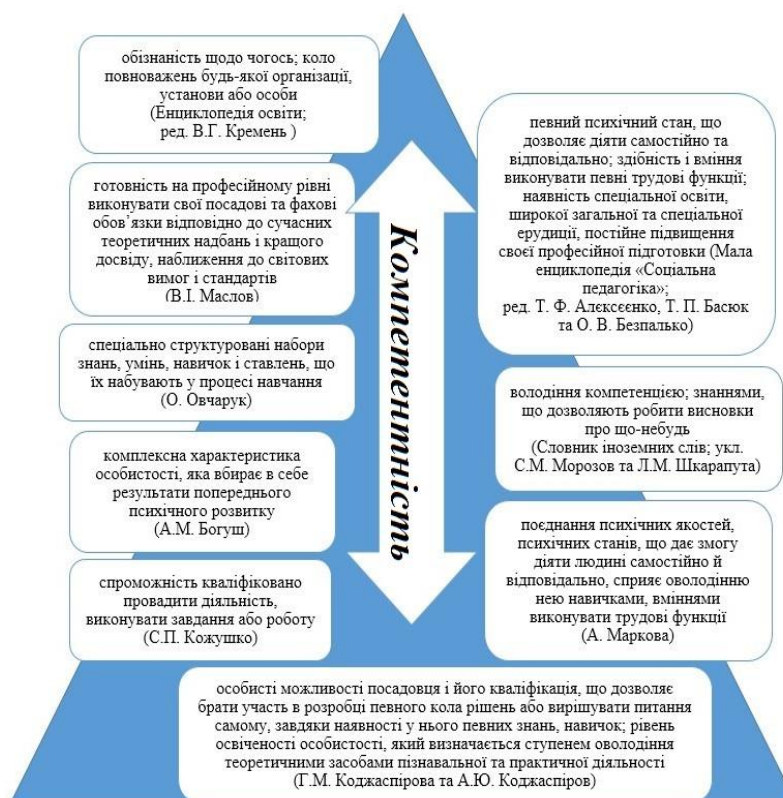 обізнаність щодо чогось; коло
повноважень будь-якої організації,
установи або особи
(Енциклопедія освіти;
ред. В.Г. Кремень )
готовність на професійному рівні
виконувати свої посадові та фахові
обов’язки відповідно до сучасних
теоретичних надбань і кращого
досвіду, наближення до світових
вимог і стандартів
(В.І. Маслов)
спеціально структуровані набори
знань, умінь, навичок і ставлень, що
їх набувають у процесі навчання
(О. Овчарук)
комплексна характеристика
особистості, яка вбирає в себе
результати попереднього
психічного розвитку
(А.М. Богуш)
спроможність кваліфіковано
провадити діяльність,
виконувати завдання або роботу
(С.П. Кожушко)
Компетентність
певний психічний стан, що
дозволяє діяти самостійно та
відповідально; здібність і вміння
виконувати певні трудові функції;
наявність спеціальної освіти,
широкої загальної та спеціальної
ерудиції, постійне підвищення
своєї професійної підготовки (Мала
енциклопедія «Соціальна
педагогіка»;
ред. Т. Ф. Алєксєєнко, Т. П. Басюк
та О. В. Безпалько)
володіння компетенцією; знаннями,
що дозволяють робити висновки
про що-небудь
(Словник іноземних слів; укл.
С.М. Морозов та Л.М. Шкарапута)
поєднання психічних якостей,
психічних станів, що дає змогу
діяти людині самостійно й
відповідально, сприяє оволодінню
нею навичками, вміннями
виконувати трудові функції
(А. Маркова)
особисті можливості посадовця і його кваліфікація, що дозволяє
брати участь в розробці певного кола рішень або вирішувати питання
самому, завдяки наявності у нього певних знань, навичок; рівень
освіченості особистості, який визначається ступенем оволодіння
теоретичними засобами пізнавальної та практичної діяльності
(Г.М. Коджаспірова та А.Ю. Коджаспіров)